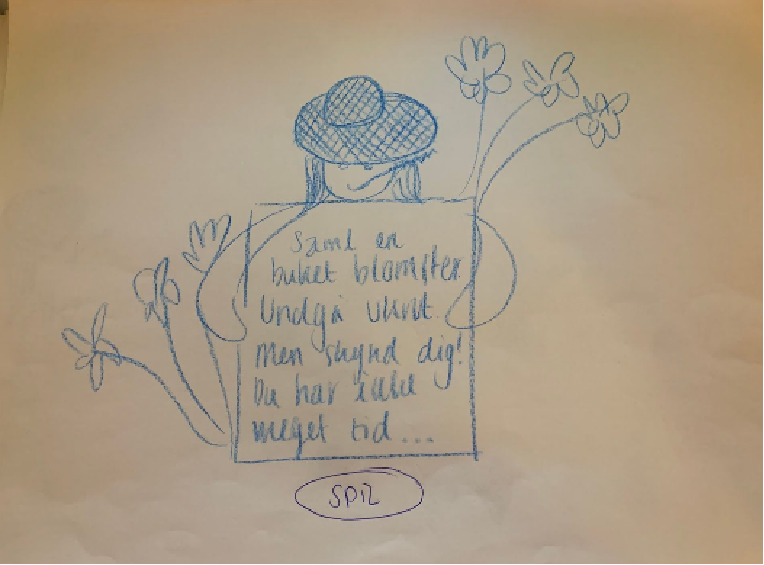 Saml en
buket blomster
Undgå ukrudt
men skynd dig!
Du har ikke
meget tid...
SPIL